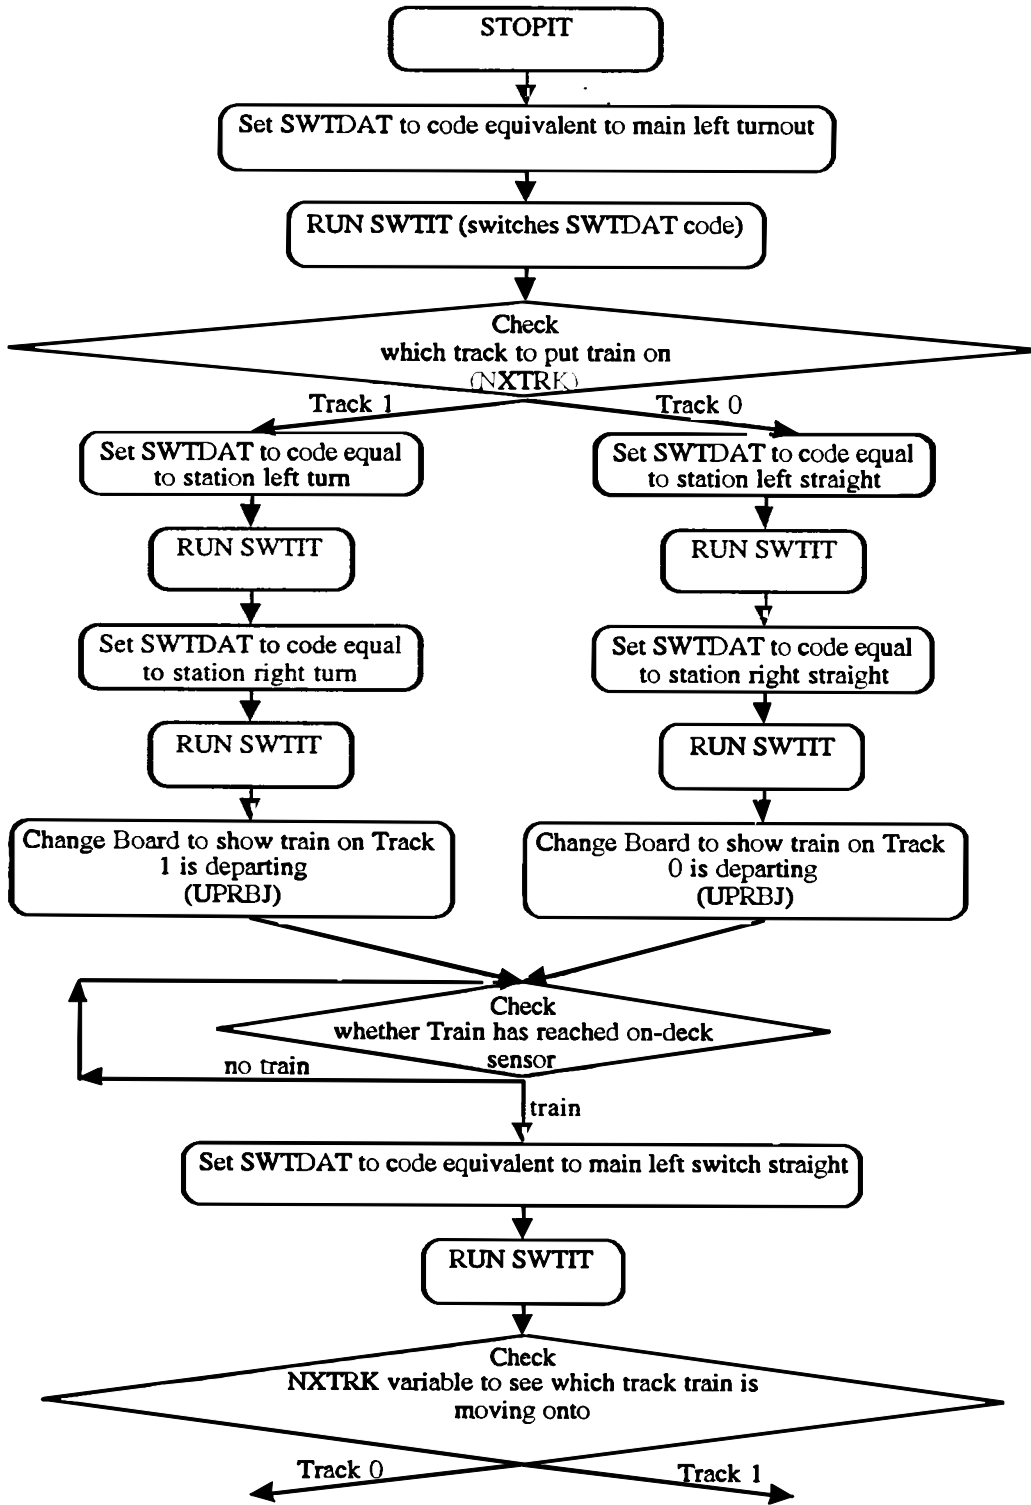 STOPIT
Set SWTDAT to code equivalent to main left turnout
RUN SWTIT (switches SWTDAT code)
Check
which track to put train on
(NXTRK)
Track 1
Track 0
Set SWTDAT to code equal
to station left turn
Set SWTDAT to code equal
to station left straight
RUN SWTIT
RUN SWTIT
Set SWTDAT to code equal
to station right turn
Set SWTDAT to code equal
to station right straight
RUN SWTIT
RUN SWTIT
Change Board to show train on Track
1 is departing
(UPRBJ)
Change Board to show train on Track
0 is departing
(UPRBJ)
Check
whether Train has reached on-deck
sensor
no train
train
Set SWTDAT to code equivalent to main left switch straight
RUN SWTIT
Check
NXTRK variable to see which track train is
moving onto
Track 0
Track 1